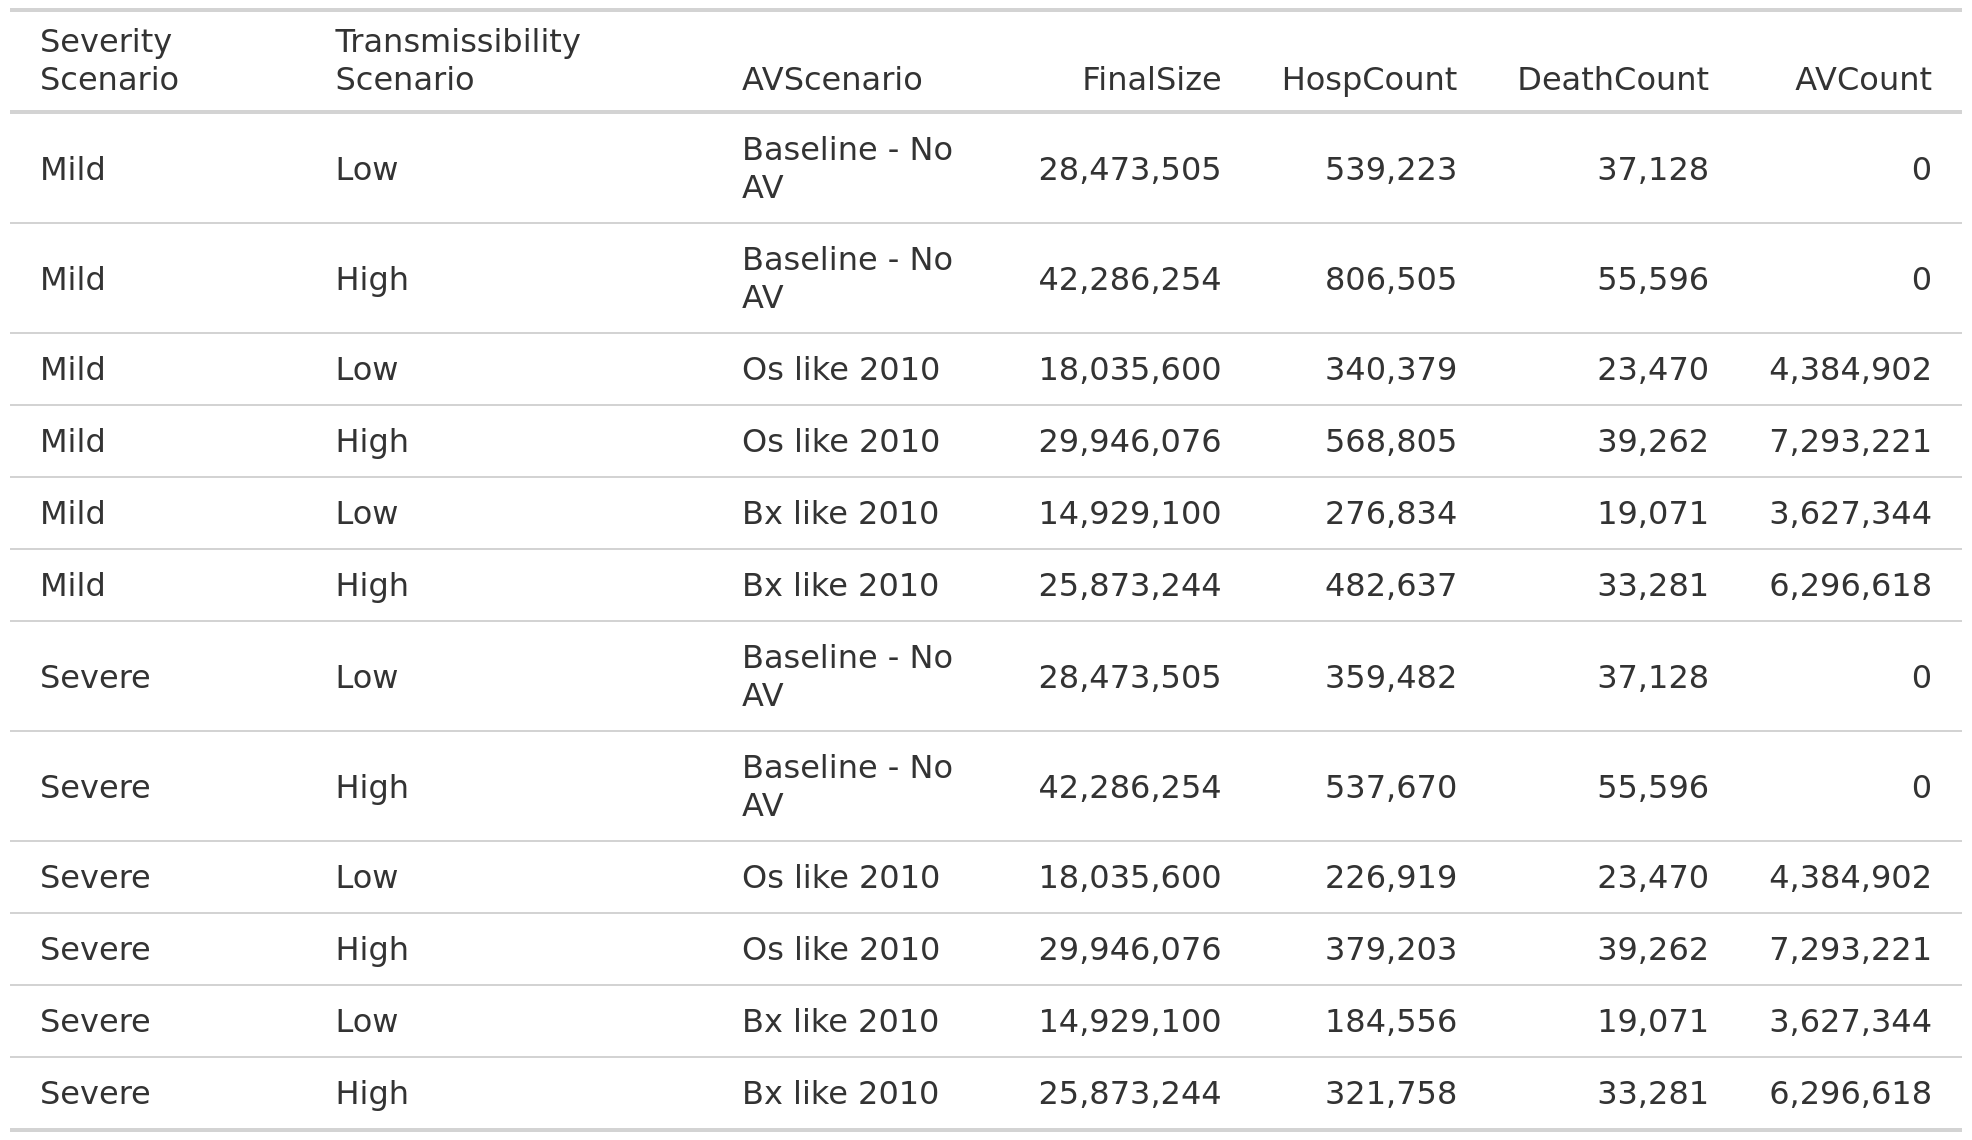 Severity Scenario Transmissibility Scenario AVScenario FinalSize HospCount DeathCount AVCount
Mild Low Baseline - No AV 28,473,505 539,223 37,128 0
Mild High Baseline - No AV 42,286,254 806,505 55,596 0
Mild Low Os like 2010 18,035,600 340,379 23,470 4,384,902
Mild High Os like 2010 29,946,076 568,805 39,262 7,293,221
Mild Low Bx like 2010 14,929,100 276,834 19,071 3,627,344
Mild High Bx like 2010 25,873,244 482,637 33,281 6,296,618
Severe Low Baseline - No AV 28,473,505 359,482 37,128 0
Severe High Baseline - No AV 42,286,254 537,670 55,596 0
Severe Low Os like 2010 18,035,600 226,919 23,470 4,384,902
Severe High Os like 2010 29,946,076 379,203 39,262 7,293,221
Severe Low Bx like 2010 14,929,100 184,556 19,071 3,627,344
Severe High Bx like 2010 25,873,244 321,758 33,281 6,296,618